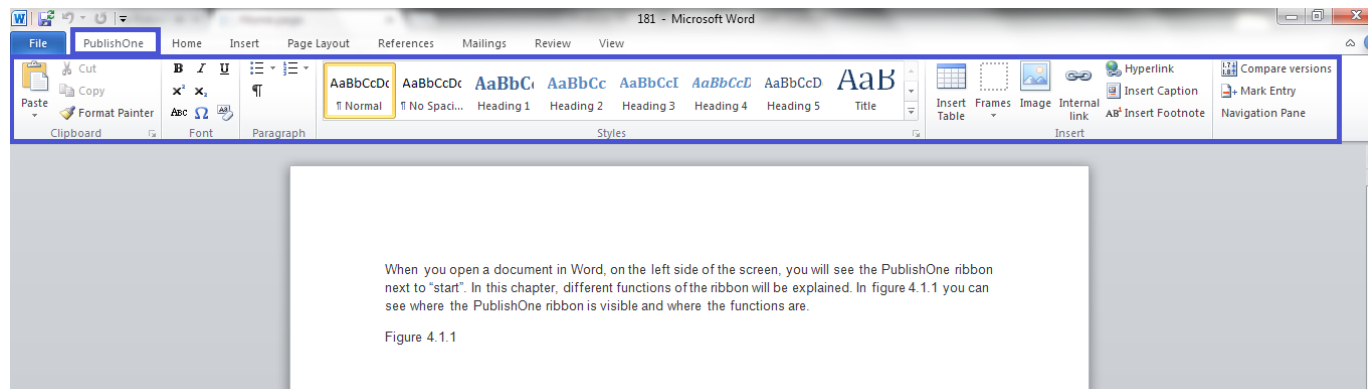 181 - Microsoft Word
File PublishOne Home Insert Page Layout References Mailings Review View
Paste
Cut
Copy
Format Painter
Clipboard
B I U
x² x₂
ABC Ω
Font
¶
Paragraph
AaBbCcDc AaBbCcDc AaBbC AaBbCc AaBbCcI AaBbCcD AaBbCcD AaB
¶ Normal ¶ No Spaci... Heading 1 Heading 2 Heading 3 Heading 4 Heading 5 Title
Styles
Insert
Table
Frames
Image
Internal
link
Hyperlink
Insert Caption
AB¹ Insert Footnote
Insert
Compare versions
Mark Entry
Navigation Pane
When you open a document in Word, on the left side of the screen, you will see the PublishOne ribbon
next to “start”. In this chapter, different functions of the ribbon will be explained. In figure 4.1.1 you can
see where the PublishOne ribbon is visible and where the functions are.
Figure 4.1.1